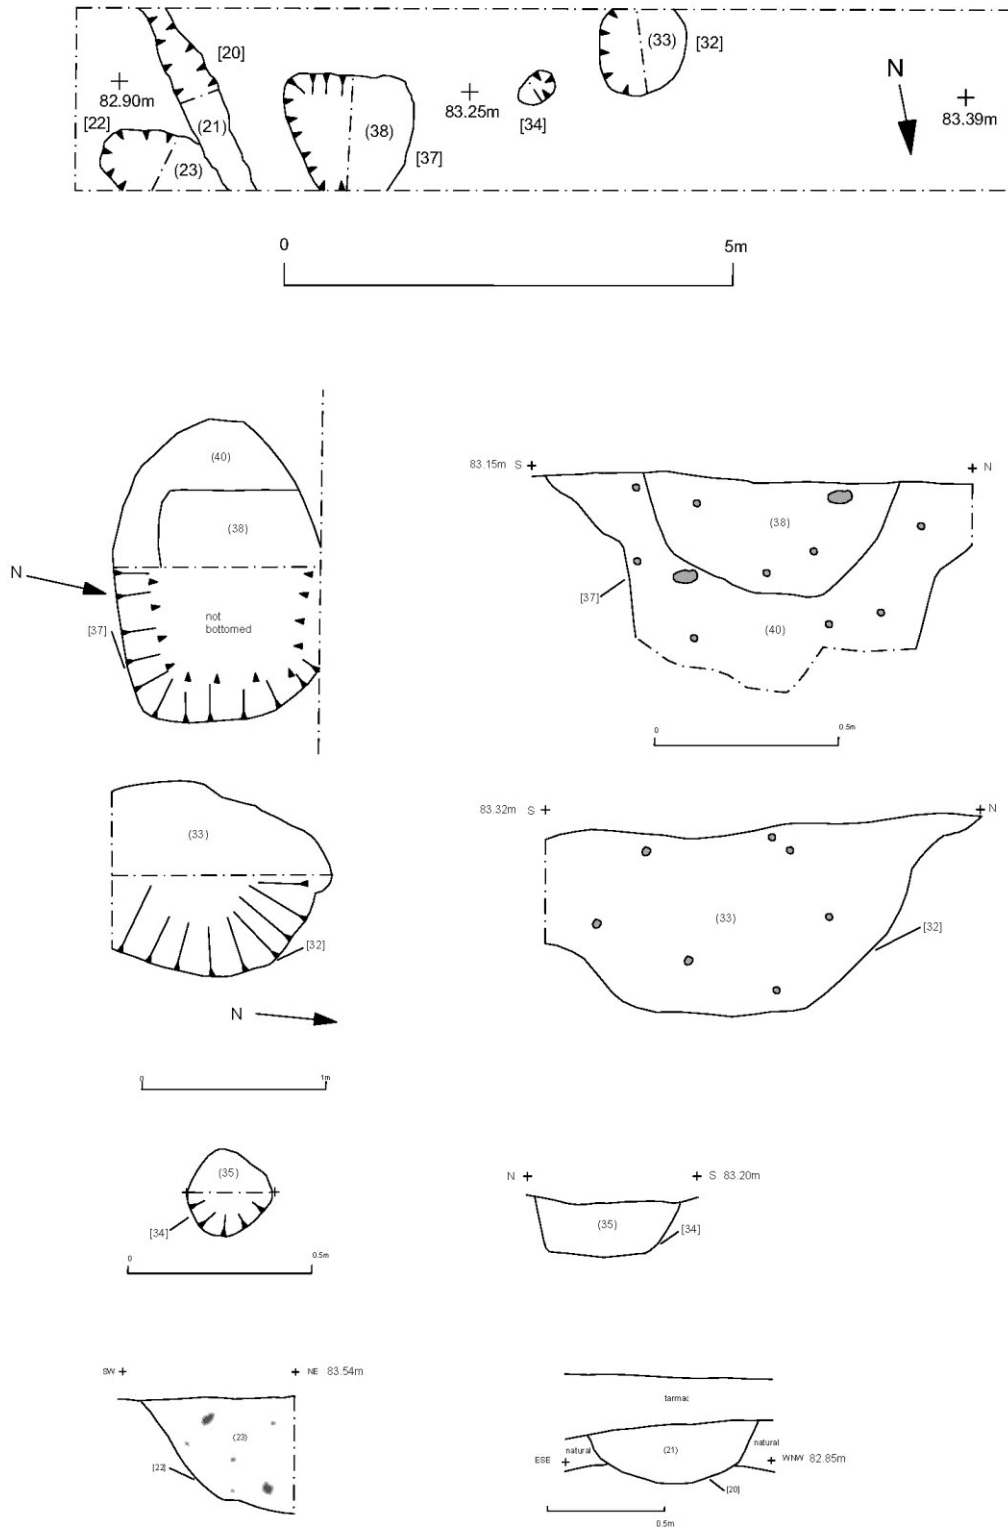 [20]
(33)
[32]
N
82.90m
83.25m
83.39m
[22]
(21)
[34]
(38)
[37]
(23)
0
5m
(40)
83.15m S
N
(38)
(38)
N
not
bottomed
[37]
[37]
(40)
0
0.5m
83.32m S
N
(33)
(33)
[32]
[32]
N
0
1m
(35)
N
S 83.20m
[34]
(35)
[34]
0
0.5m
SW
NE 83.54m
tarmac
(23)
natural
(21)
natural
[22]
ESE
WNW 82.85m
[20]
0.5m